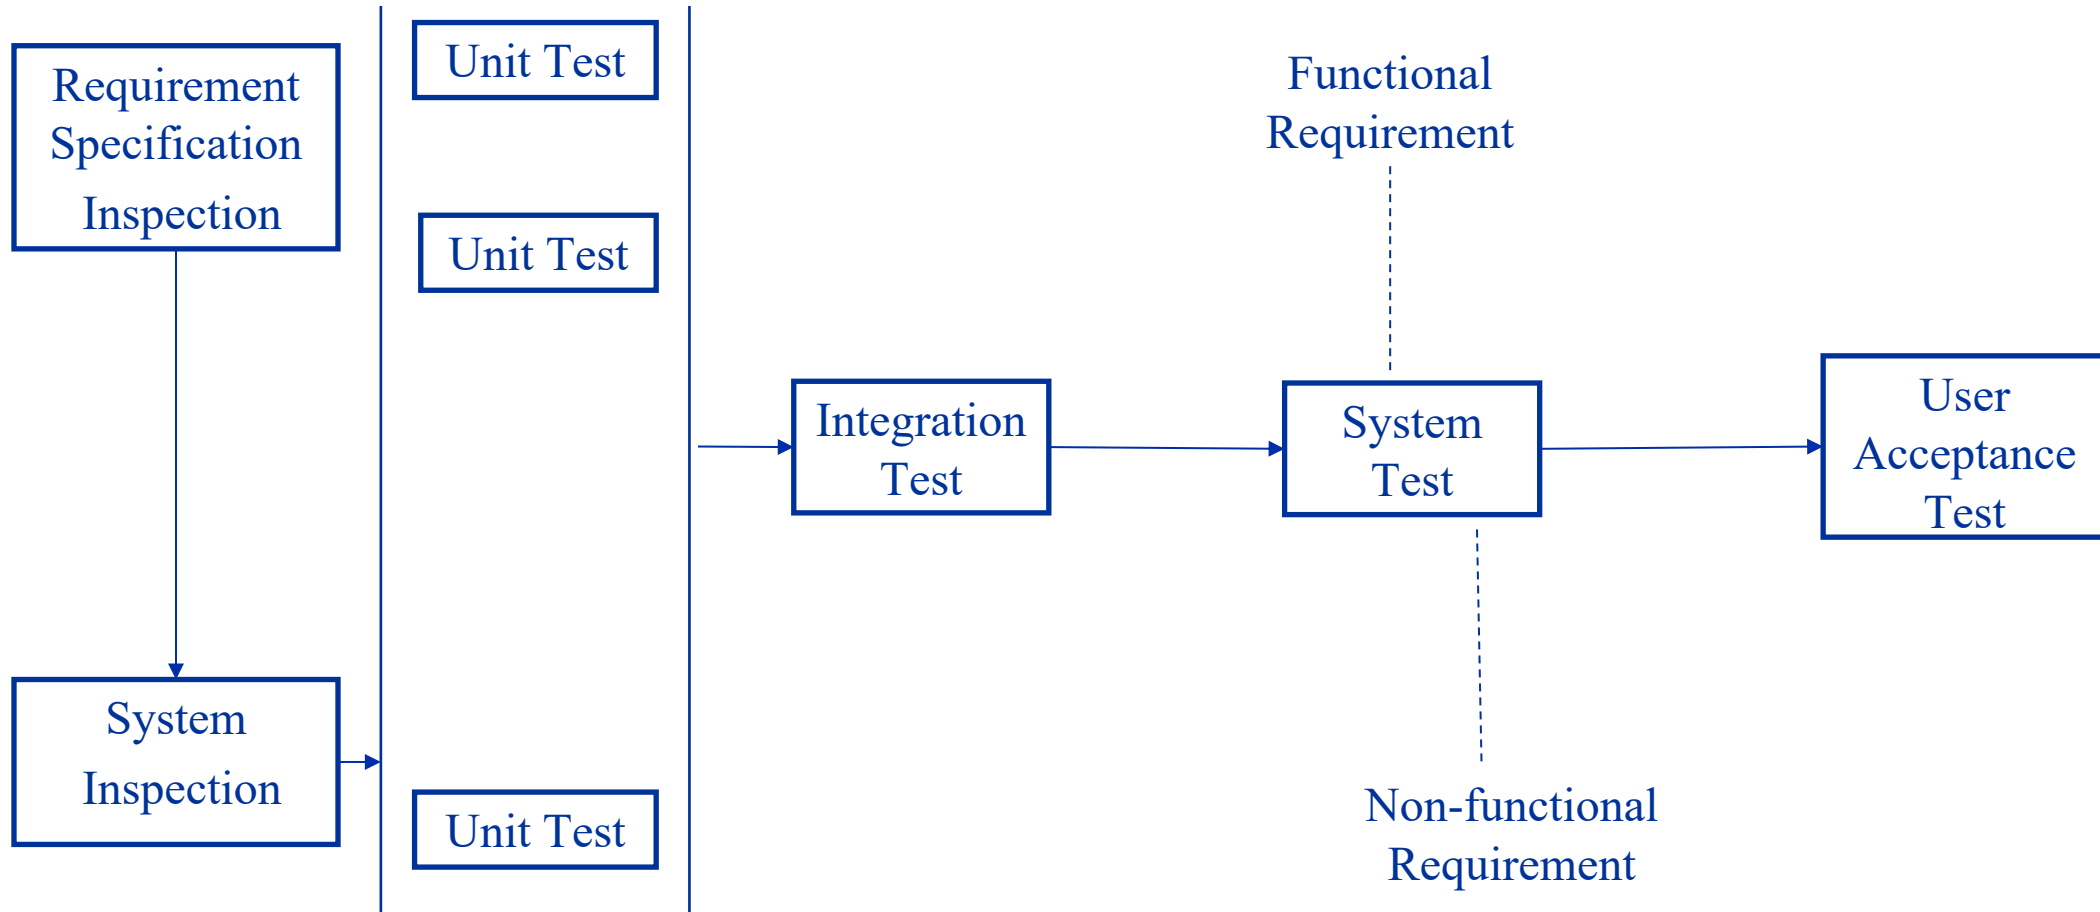 Requirement
Specification
Inspection
System
Inspection
Unit Test
Unit Test
Unit Test
Integration
Test
Functional
Requirement
System
Test
Non-functional
Requirement
User
Acceptance
Test